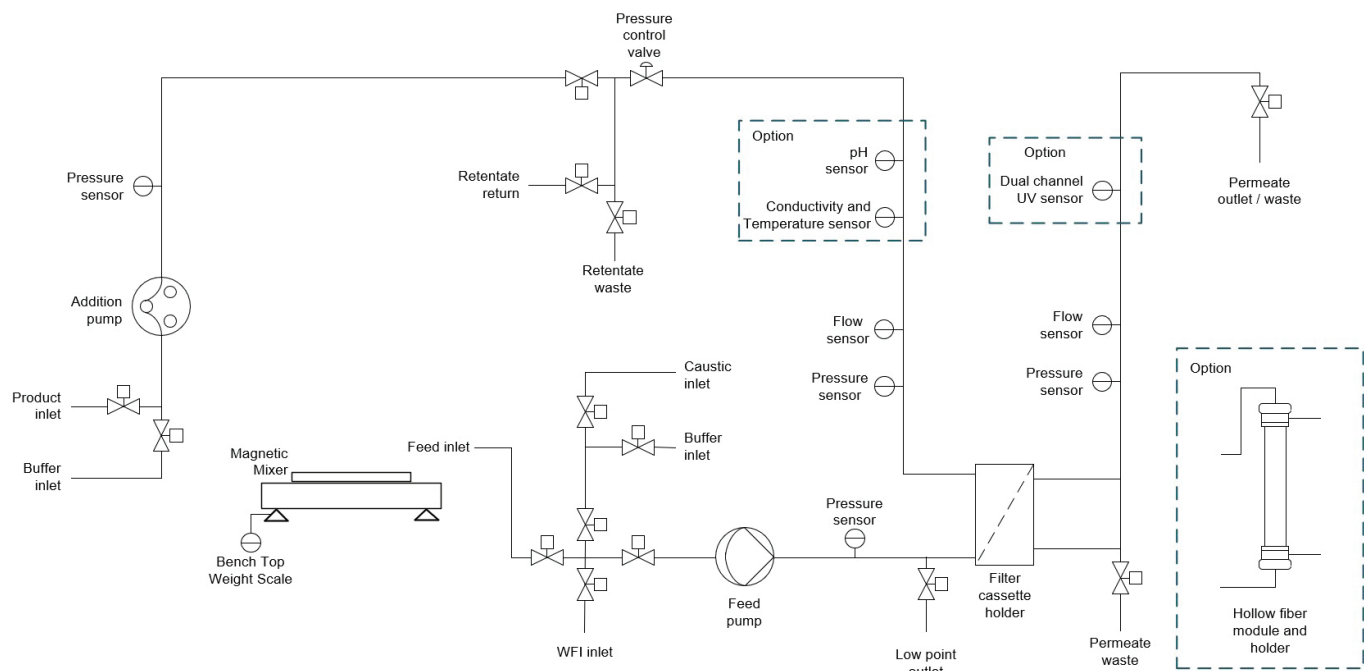 Pressure
control
valve
Option
pH
sensor
Conductivity and
Temperature sensor
Option
Dual channel
UV sensor
Permeate
outlet / waste
Pressure
sensor
Retentate
return
Retentate
waste
Addition
pump
Flow
sensor
Pressure
sensor
Flow
sensor
Pressure
sensor
Product
inlet
Buffer
inlet
Caustic
inlet
Buffer
inlet
Feed inlet
Magnetic
Mixer
Bench Top
Weight Scale
Pressure
sensor
Feed
pump
WFI inlet
Filter
cassette
holder
Low point
outlet
Permeate
waste
Option
Hollow fiber
module and
holder